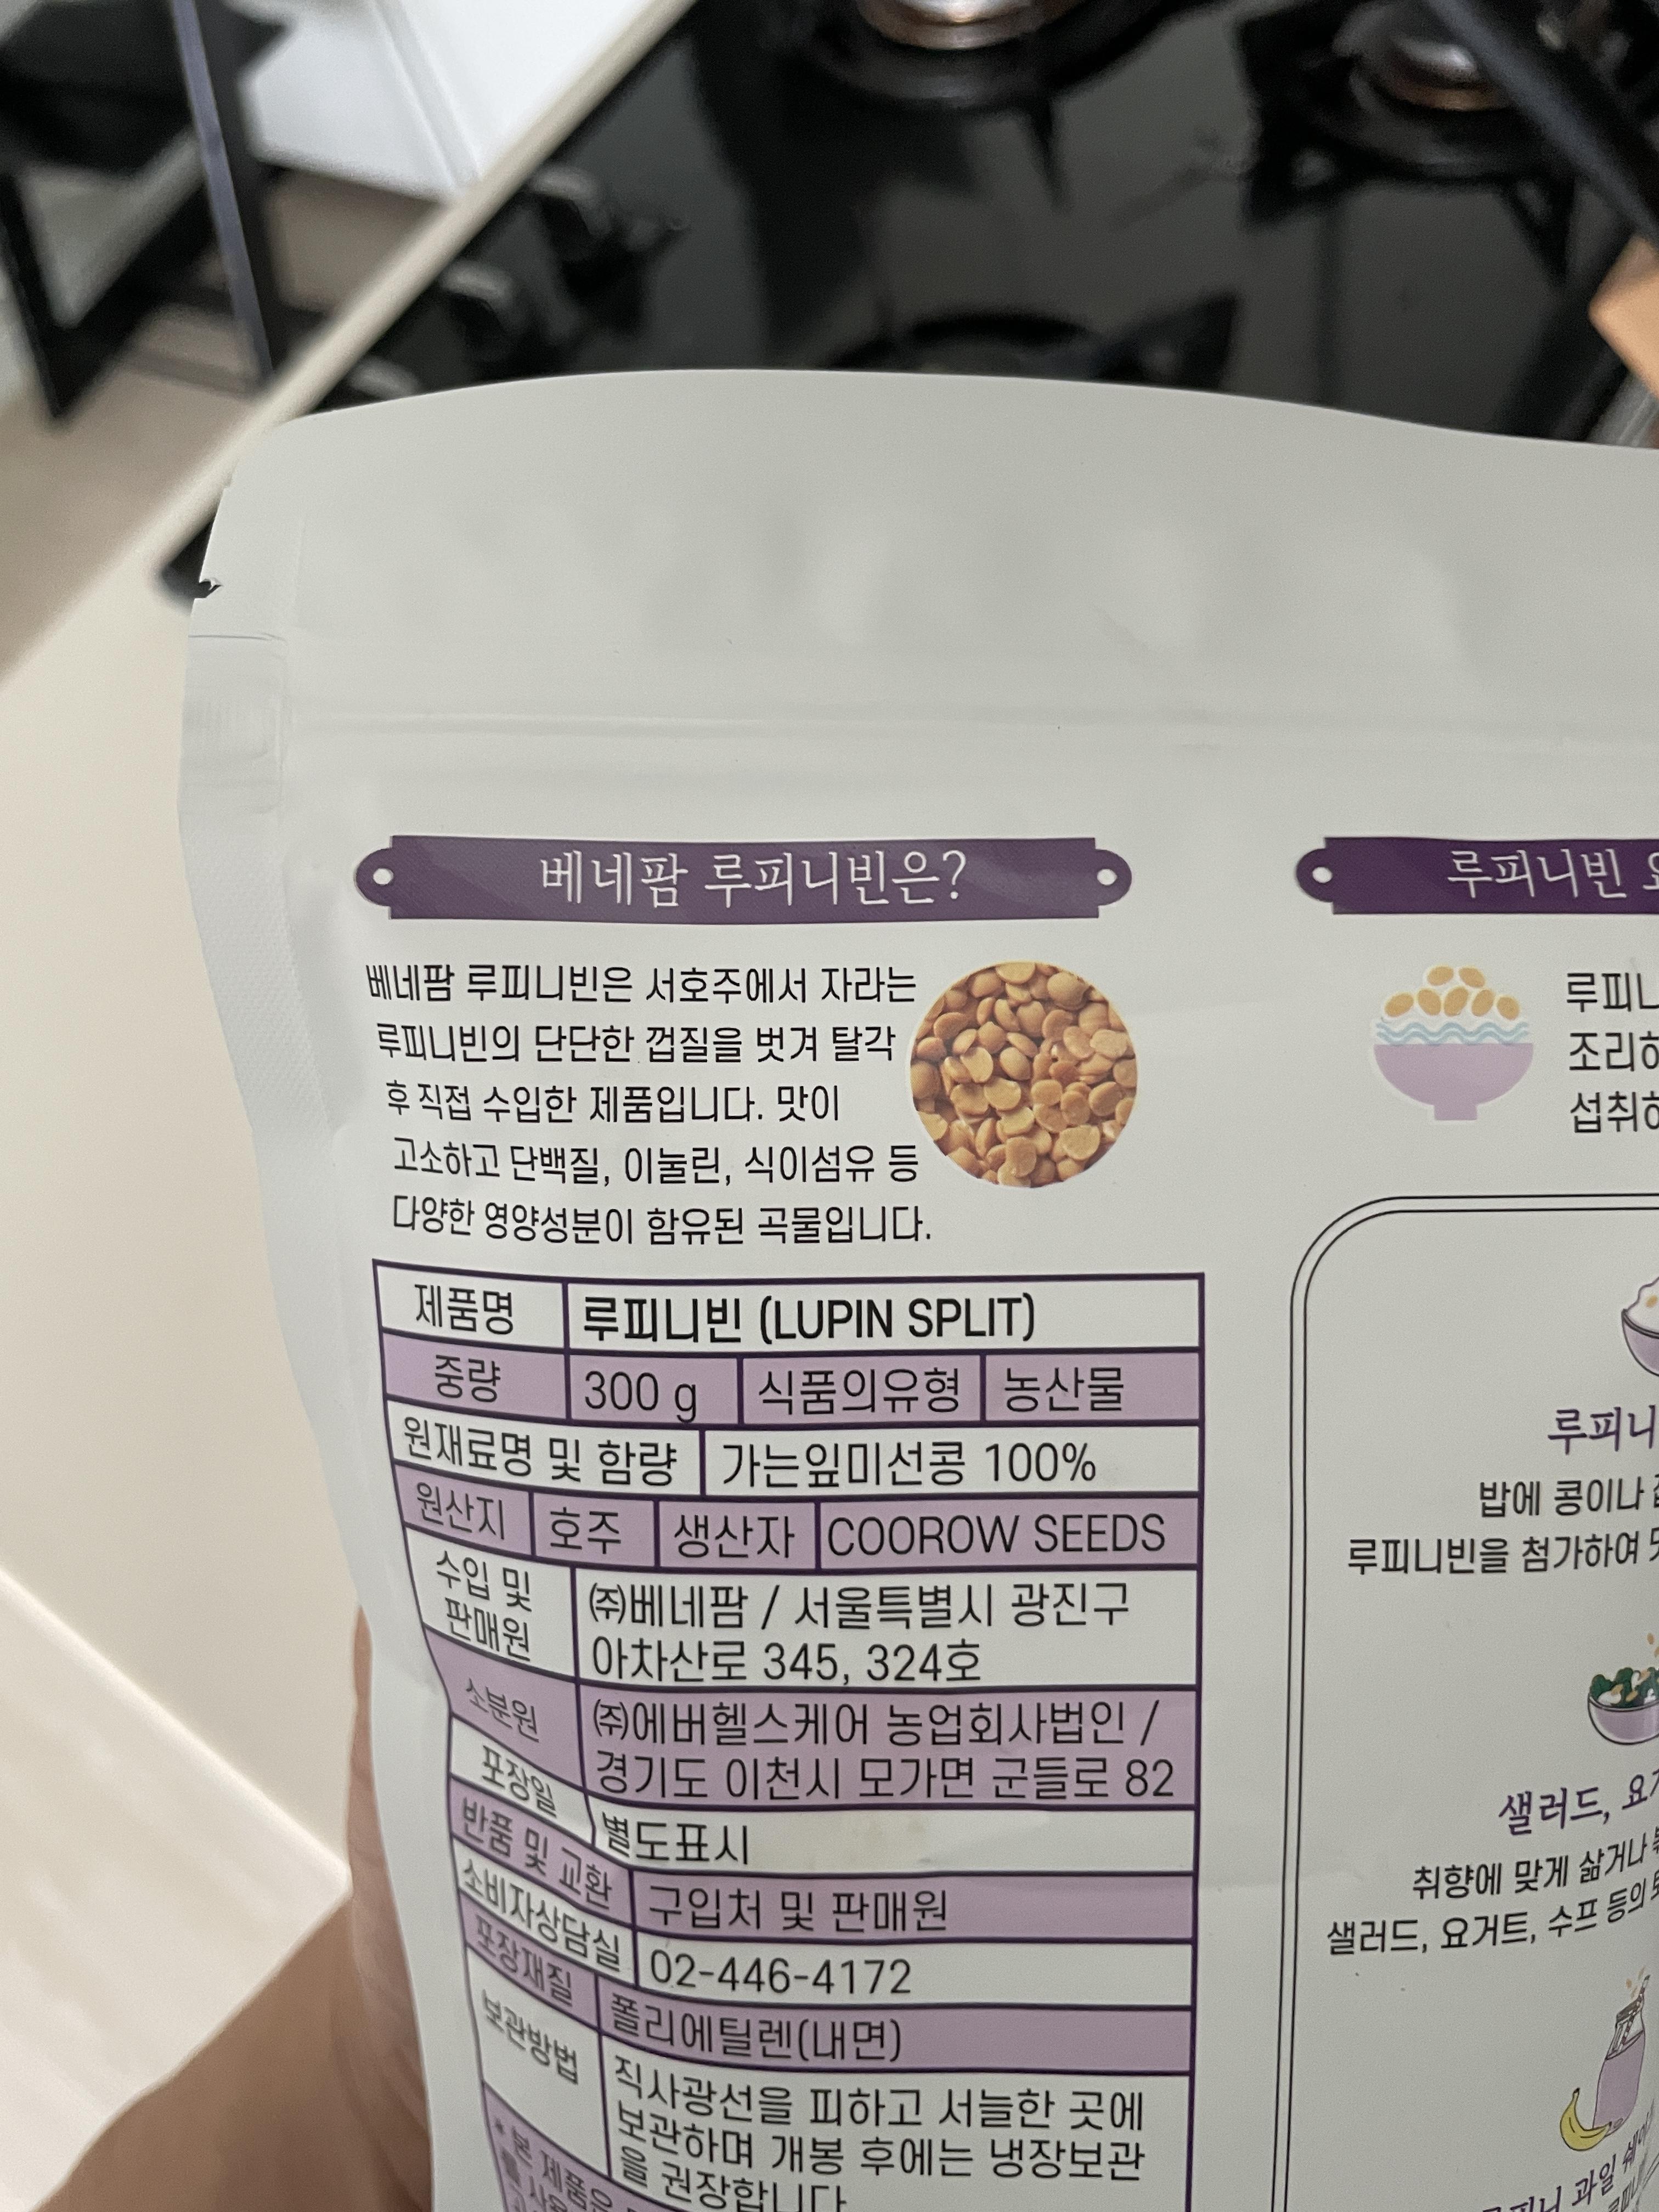 베네팜 루피니빈은?
베네팜 루피니빈은 서호주에서 자라는
루피니빈의 단단한 껍질을 벗겨 탈각
후 직접 수입한 제품입니다. 맛이
고소하고 단백질, 이눌린, 식이섬유 등
다양한 영양성분이 함유된 곡물입니다.
제품명 루피니빈 (LUPIN SPLIT)
중량 300 g 식품의유형 농산물
원재료명 및 함량 가는잎미선콩 100%
원산지 호주 생산자 COOROW SEEDS
수입 및
판매원
㈜베네팜 / 서울특별시 광진구
아차산로 345, 324호
소분원
㈜에버헬스케어 농업회사법인 /
경기도 이천시 모가면 군들로 82
포장일 별도표시
반품 및 교환 구입처 및 판매원
소비자상담실 02-446-4172
포장재질 폴리에틸렌(내면)
보관방법
직사광선을 피하고 서늘한 곳에
보관하며 개봉 후에는 냉장보관
을 권장합니다
* 본 제품은
루피니빈
루피니
조리하
섭취하
루피니
밥에 콩이나
루피니빈을 첨가하여
샐러드, 요거
취향에 맞게 삶거나
샐러드, 요거트, 수프 등의
과일